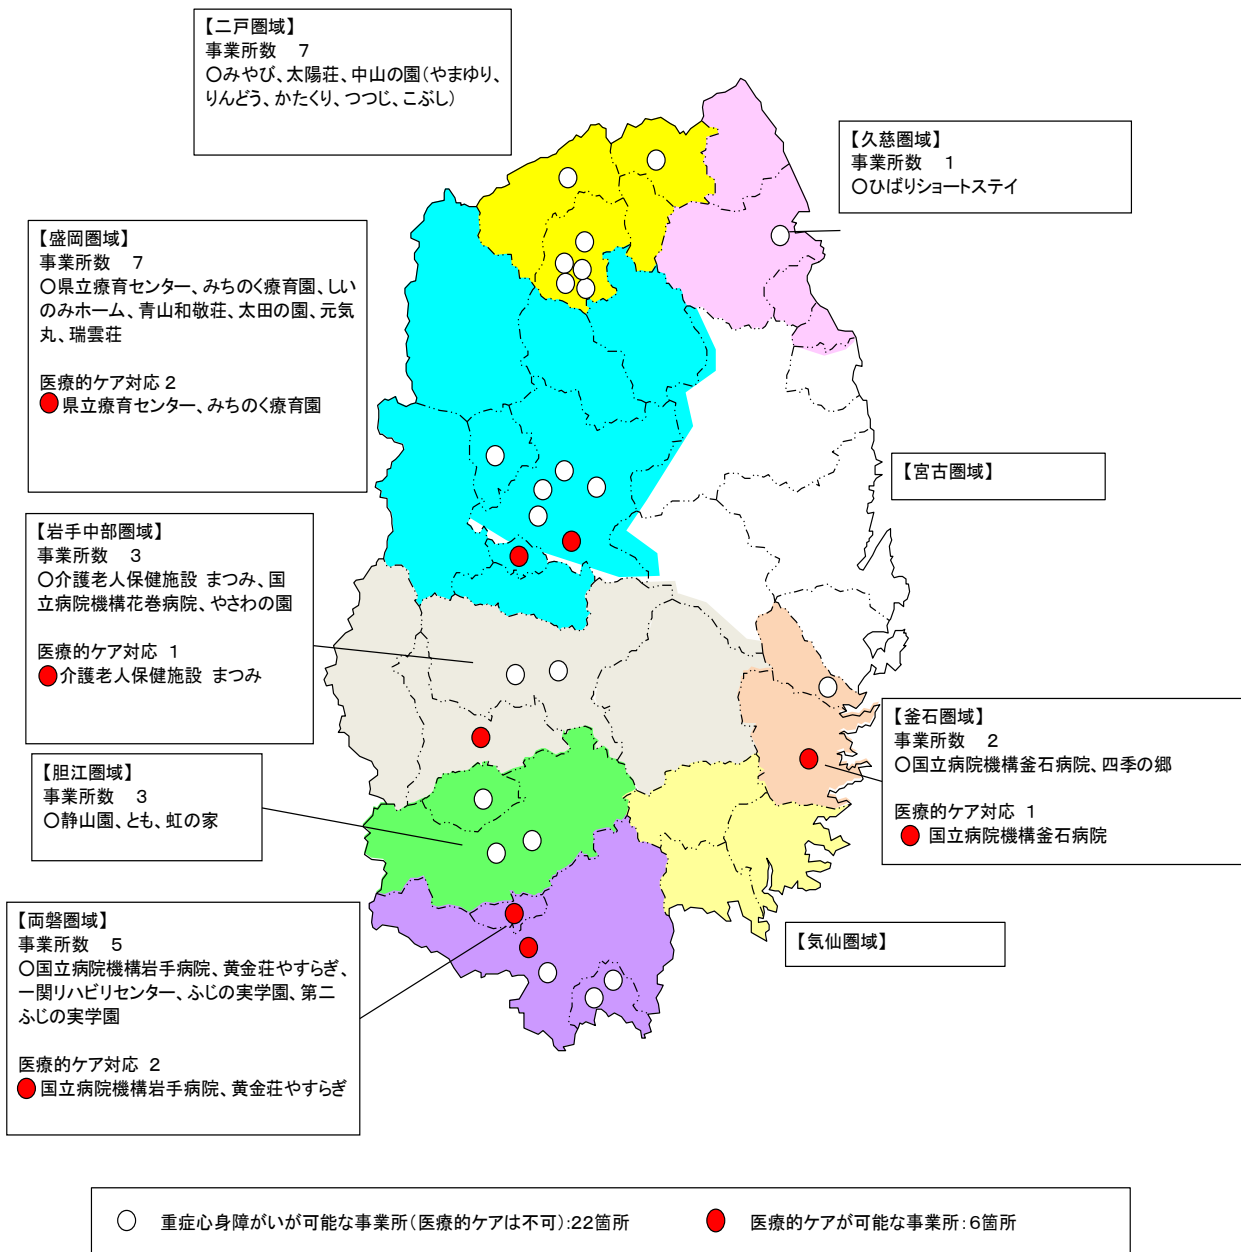 【二戸圏域】
事業所数　7
〇みやび、太陽荘、中山の園（やまゆり、
りんどう、かたくり、つつじ、こぶし）
【久慈圏域】
事業所数　1
〇ひばりショートステイ
【盛岡圏域】
事業所数　7
〇県立療育センター、みちのく療育園、しい
のみホーム、青山和敬荘、太田の園、元気
丸、瑞雲荘
医療的ケア対応 2
県立療育センター、みちのく療育園
【宮古圏域】
【岩手中部圏域】
事業所数　3
〇介護老人保健施設 まつみ、国
立病院機構花巻病院、やさわの園
医療的ケア対応 1
介護老人保健施設 まつみ
【釜石圏域】
事業所数　2
〇国立病院機構釜石病院、四季の郷
医療的ケア対応 1
国立病院機構釜石病院
【胆江圏域】
事業所数　3
〇静山園、とも、虹の家
【両磐圏域】
事業所数　5
〇国立病院機構岩手病院、黄金荘やすらぎ、
一関リハビリセンター、ふじの実学園、第二
ふじの実学園
医療的ケア対応 2
国立病院機構岩手病院、黄金荘やすらぎ
【気仙圏域】
重症心身障がいが可能な事業所（医療的ケアは不可）：22箇所
医療的ケアが可能な事業所：6箇所